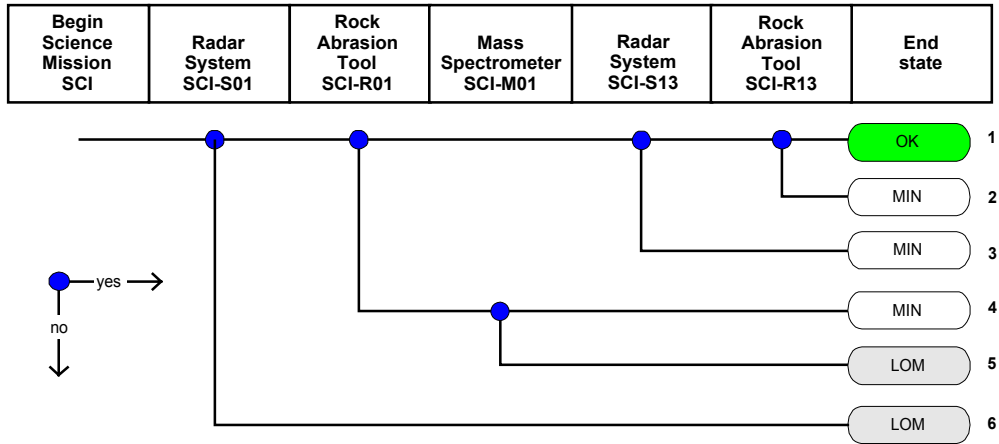 Begin
Science
Mission
SCI
Radar
System
SCI-S01
Rock
Abrasion
Tool
SCI-R01
Mass
Spectrometer
SCI-M01
Radar
System
SCI-S13
Rock
Abrasion
Tool
SCI-R13
End
state
OK 1
MIN 2
MIN 3
yes
MIN 4
no
LOM 5
LOM 6